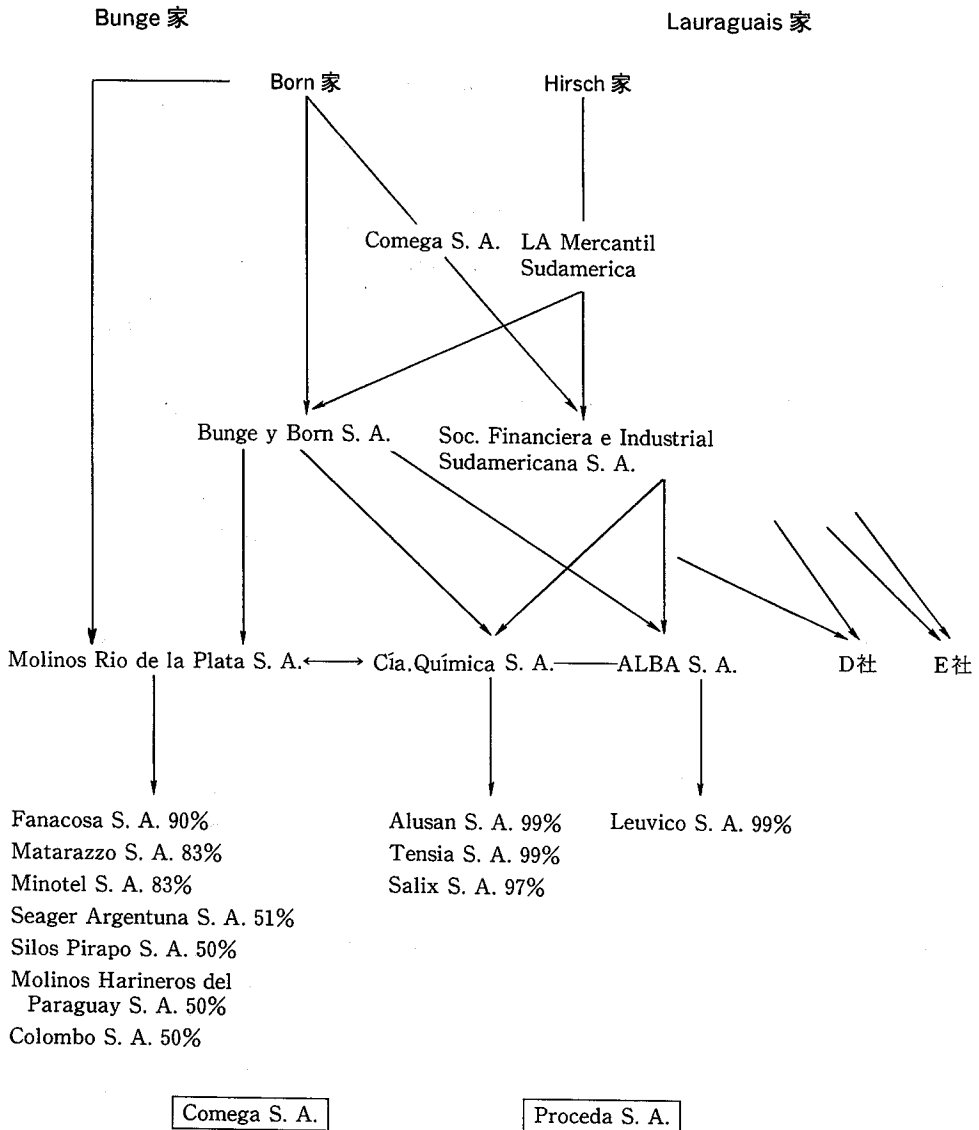 Bunge 家
Lauraguais 家
Born 家
Hirsch 家
Comega S. A.
LA Mercantil
Sudamerica
Bunge y Born S. A.
Soc. Financiera e Industrial
Sudamericana S. A.
Molinos Rio de la Plata S. A.
Cía.Química S. A.
ALBA S. A.
D社
E社
Fanacosa S. A. 90%
Matarazzo S. A. 83%
Minotel S. A. 83%
Seager Argentuna S. A. 51%
Silos Pirapo S. A. 50%
Molinos Harineros del
Paraguay S. A. 50%
Colombo S. A. 50%
Alusan S. A. 99%
Tensia S. A. 99%
Salix S. A. 97%
Leuvico S. A. 99%
Comega S. A.
Proceda S. A.